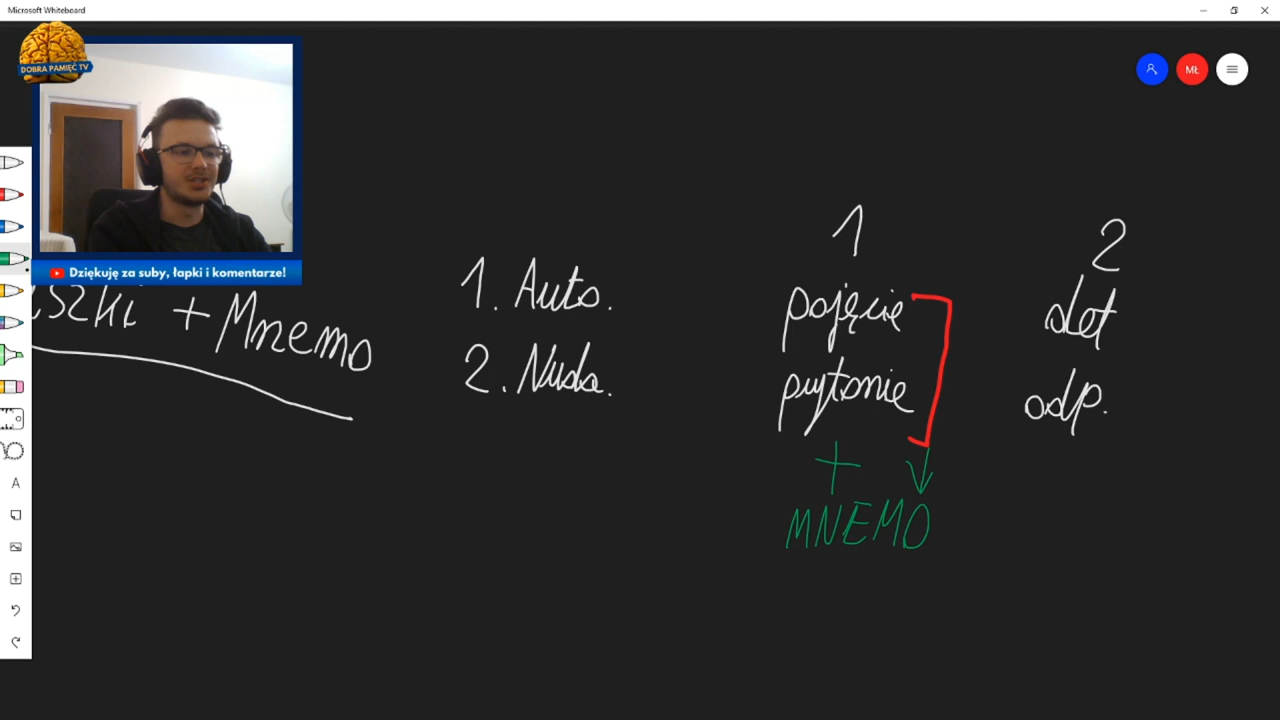 Microsoft Whiteboard
DOBRA PAMIĘĆ TV
MŁ
Dziękuję za suby, łapki i komentarze!
+ Mnemo
1. Auto.
2. Nuda.
1
pojęcie
pytanie
+
MNEMO
2
def
odp.
A